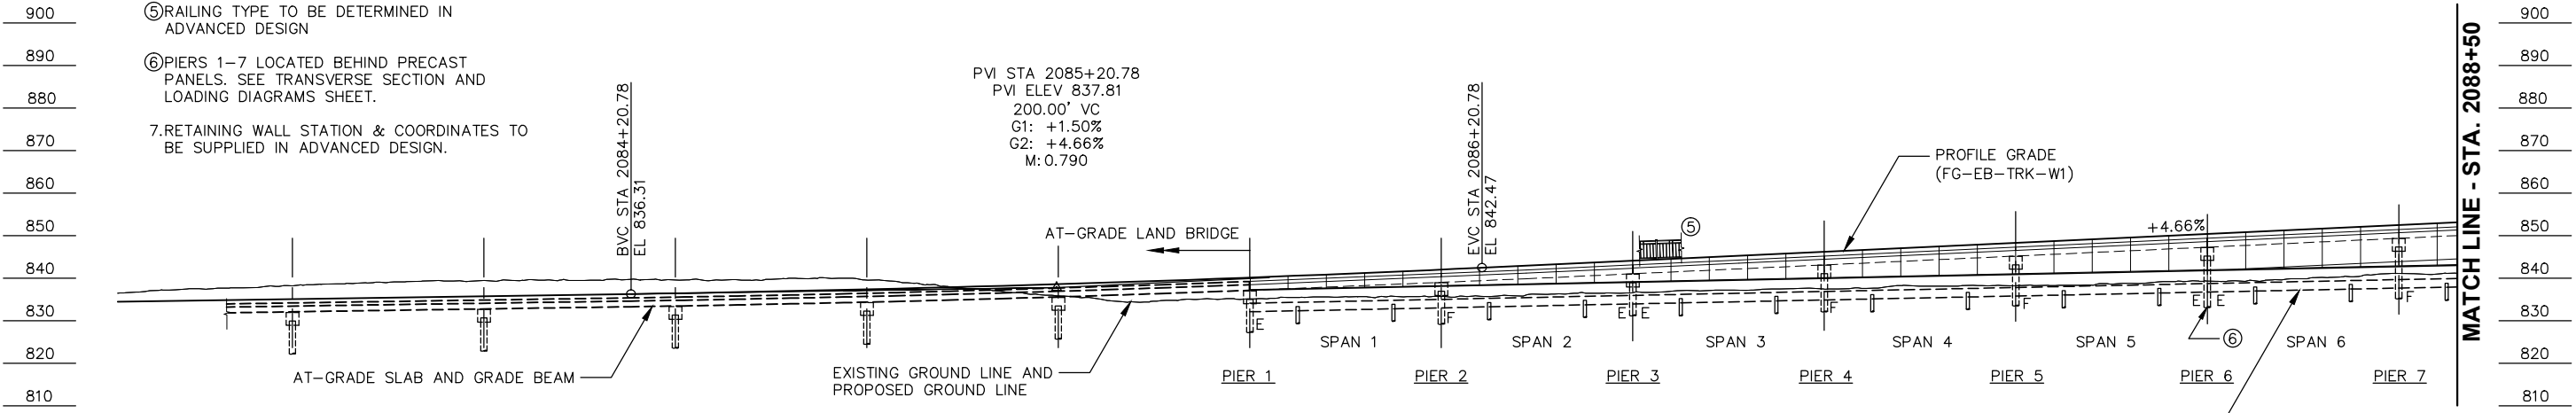 900
890
880
870
860
850
840
830
820
810
⑤RAILING TYPE TO BE DETERMINED IN
ADVANCED DESIGN
⑥PIERS 1-7 LOCATED BEHIND PRECAST
PANELS. SEE TRANSVERSE SECTION AND
LOADING DIAGRAMS SHEET.
7.RETAINING WALL STATION & COORDINATES TO
BE SUPPLIED IN ADVANCED DESIGN.
BVC STA 2084+20.78
EL 836.31
PVI STA 2085+20.78
PVI ELEV 837.81
200.00' VC
G1: +1.50%
G2: +4.66%
M:0.790
EVC STA 2086+20.78
EL 842.47
AT-GRADE LAND BRIDGE
⑤
PROFILE GRADE
(FG-EB-TRK-W1)
+4.66%
E
F
E E
F
F
E E
F
SPAN 1
SPAN 2
SPAN 3
SPAN 4
SPAN 5
⑥
SPAN 6
AT-GRADE SLAB AND GRADE BEAM
EXISTING GROUND LINE AND
PROPOSED GROUND LINE
PIER 1
PIER 2
PIER 3
PIER 4
PIER 5
PIER 6
PIER 7
MATCH LINE - STA. 2088+50
900
890
880
870
860
850
840
830
820
810